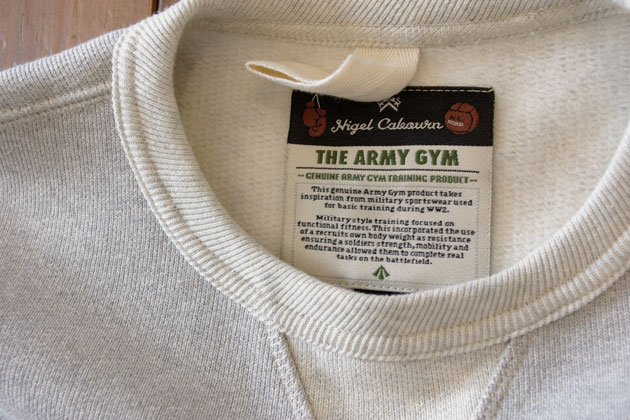 Nigel Cabourn
THE ARMY GYM
-- GENUINE ARMY GYM TRAINING PRODUCT --
This genuine Army Gym product takes
inspiration from military sportswear used
for basic training during WW2.
Military style training focused on
functional fitness. This incorporated the use
of a recruits own body weight as resistance
ensuring a soldiers strength, mobility and
endurance allowed them to complete real
tasks on the battlefield.